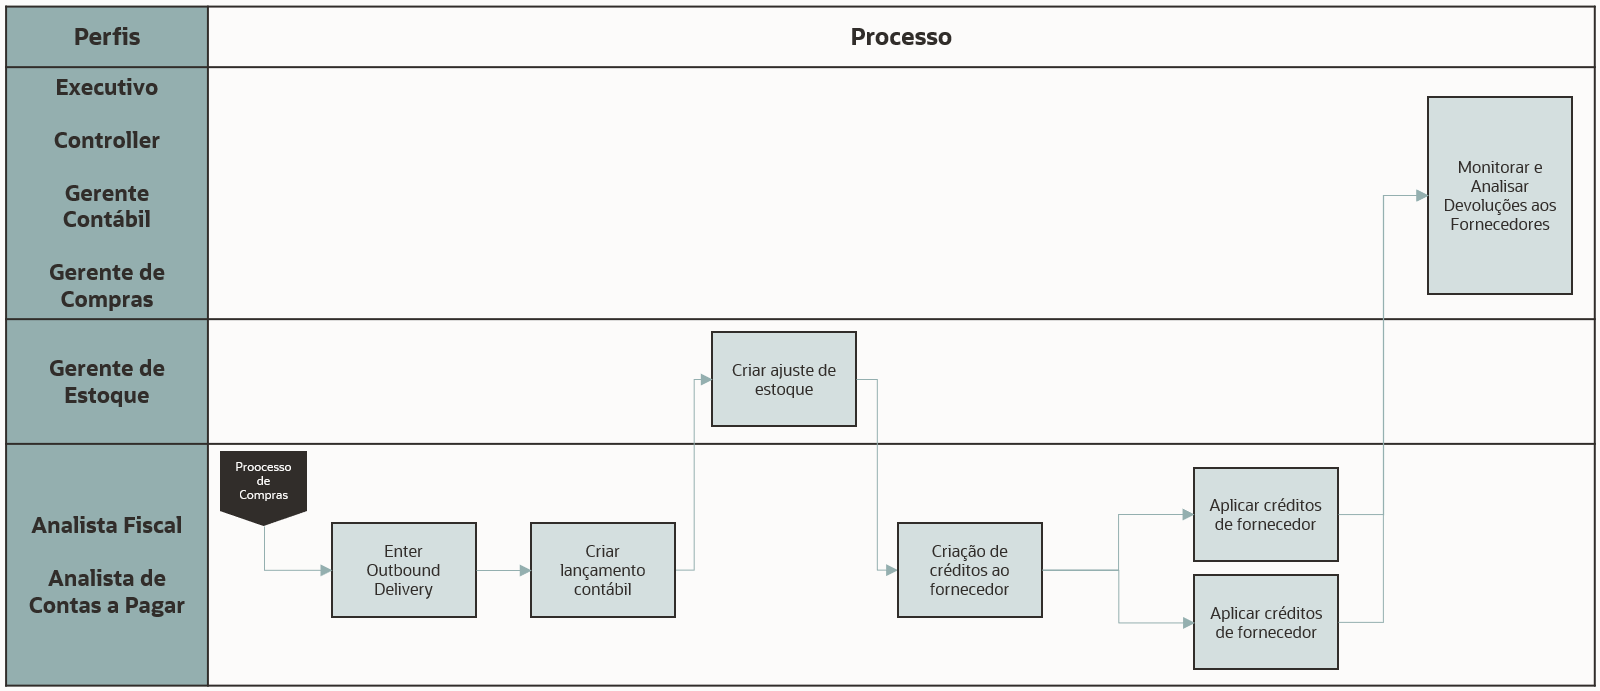 Perfis
Processo
Executivo
Controller
Gerente
Contábil
Gerente de
Compras
Monitorar e
Analisar
Devoluções aos
Fornecedores
Gerente de
Estoque
Criar ajuste de
estoque
Analista Fiscal
Analista de
Contas a Pagar
Proocesso
de
Compras
Enter
Outbound
Delivery
Criar
lançamento
contábil
Criação de
créditos ao
fornecedor
Aplicar créditos
de fornecedor
Aplicar créditos
de fornecedor